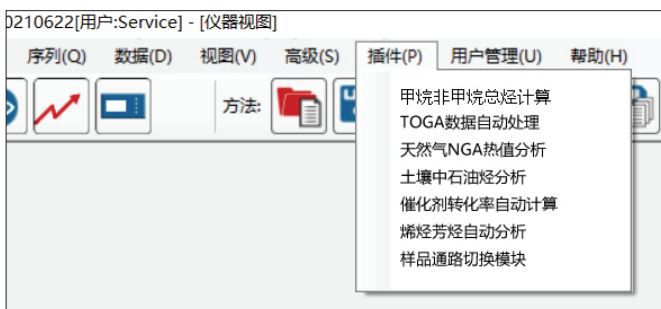 0210622[用户:Service] - [仪器视图]
序列(Q) 数据(D) 视图(V) 高级(S) 插件(P) 用户管理(U) 帮助(H)
方法:
甲烷非甲烷总烃计算
TOGA数据自动处理
天然气NGA热值分析
土壤中石油烃分析
催化剂转化率自动计算
烯烃芳烃自动分析
样品通路切换模块